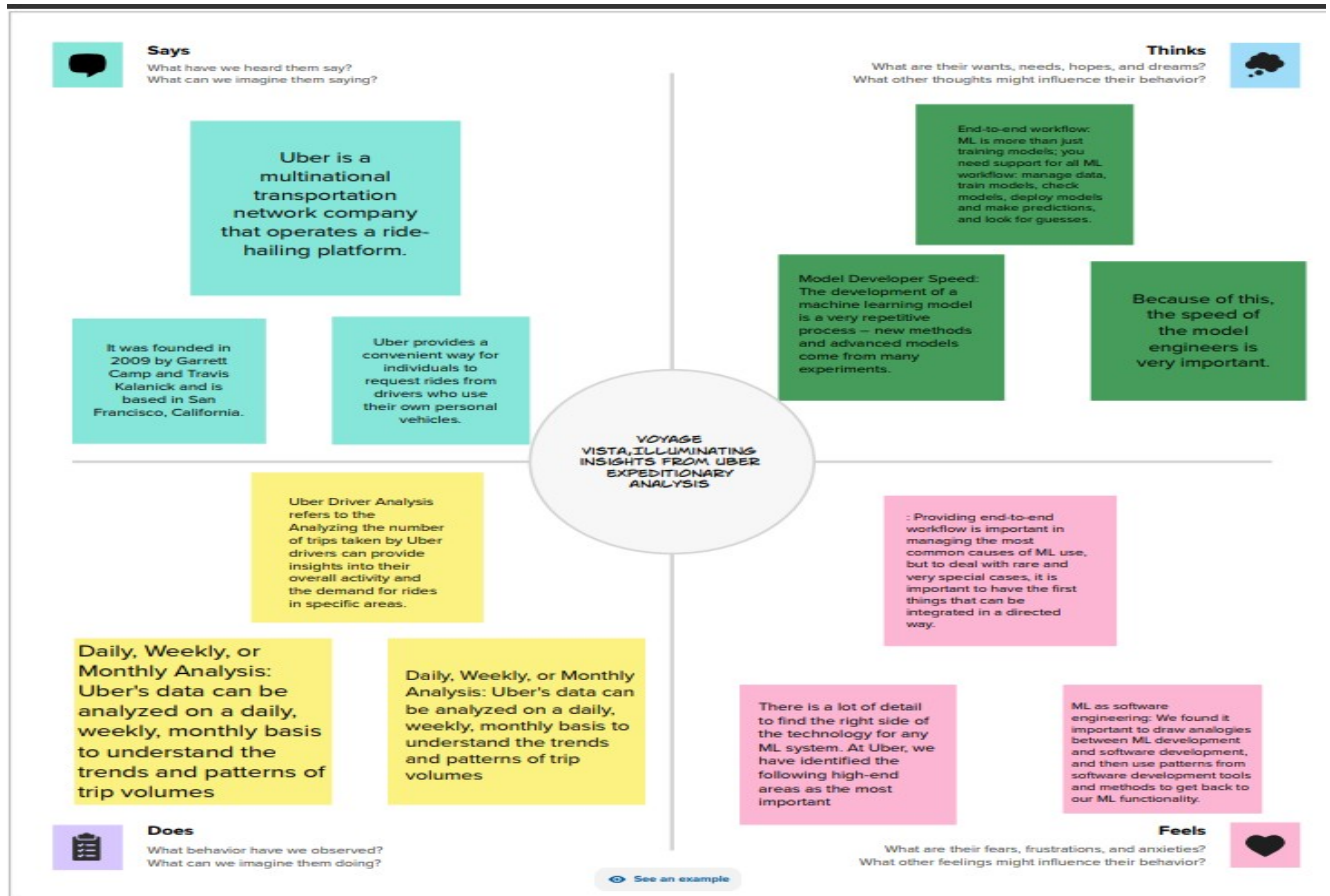 Says
What have we heard them say?
What can we imagine them saying?
Thinks
What are their wants, needs, hopes, and dreams?
What other thoughts might influence their behavior?
Uber is a
multinational
transportation
network company
that operates a ride-
hailing platform.
It was founded in
2009 by Garrett
Camp and Travis
Kalanick and is
based in San
Francisco, California.
Uber provides a
convenient way for
individuals to
request rides from
drivers who use
their own personal
vehicles.
End-to-end workflow:
ML is more than just
training models; you
need support for all ML
workflow: manage data,
train models, check
models, deploy models
and make predictions,
and look for guesses.
Model Developer Speed:
The development of a
machine learning model
is a very repetitive
process – new methods
and advanced models
come from many
experiments.
Because of this,
the speed of
the model
engineers is
very important.
VOYAGE
VISTA,ILLUMINATING
INSIGHTS FROM UBER
EXPEDITIONARY
ANALYSIS
Uber Driver Analysis
refers to the
Analyzing the number
of trips taken by Uber
drivers can provide
insights into their
overall activity and
the demand for rides
in specific areas.
Daily, Weekly, or
Monthly Analysis:
Uber's data can be
analyzed on a daily,
weekly, monthly basis
to understand the
trends and patterns of
trip volumes
Daily, Weekly, or Monthly
Analysis: Uber's data can
be analyzed on a daily,
weekly, monthly basis to
understand the trends
and patterns of trip
volumes
: Providing end-to-end
workflow is important in
managing the most
common causes of ML use,
but to deal with rare and
very special cases, it is
important to have the first
things that can be
integrated in a directed
way.
There is a lot of detail
to find the right side of
the technology for any
ML system. At Uber, we
have identified the
following high-end
areas as the most
important
ML as software
engineering: We found it
important to draw analogies
between ML development
and software development,
and then use patterns from
software development tools
and methods to get back to
our ML functionality.
Does
What behavior have we observed?
What can we imagine them doing?
Feels
What are their fears, frustrations, and anxieties?
What other feelings might influence their behavior?
See an example